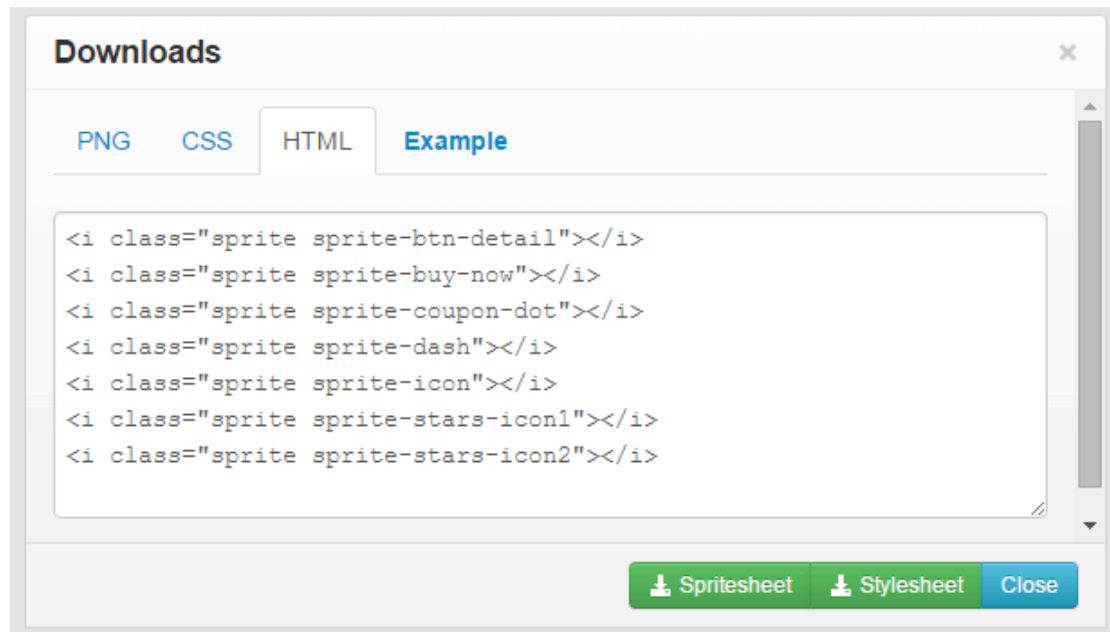 Downloads
×
PNG CSS HTML Example
<i class="sprite sprite-btn-detail"></i>
<i class="sprite sprite-buy-now"></i>
<i class="sprite sprite-coupon-dot"></i>
<i class="sprite sprite-dash"></i>
<i class="sprite sprite-icon"></i>
<i class="sprite sprite-stars-icon1"></i>
<i class="sprite sprite-stars-icon2"></i>
Spritesheet Stylesheet Close